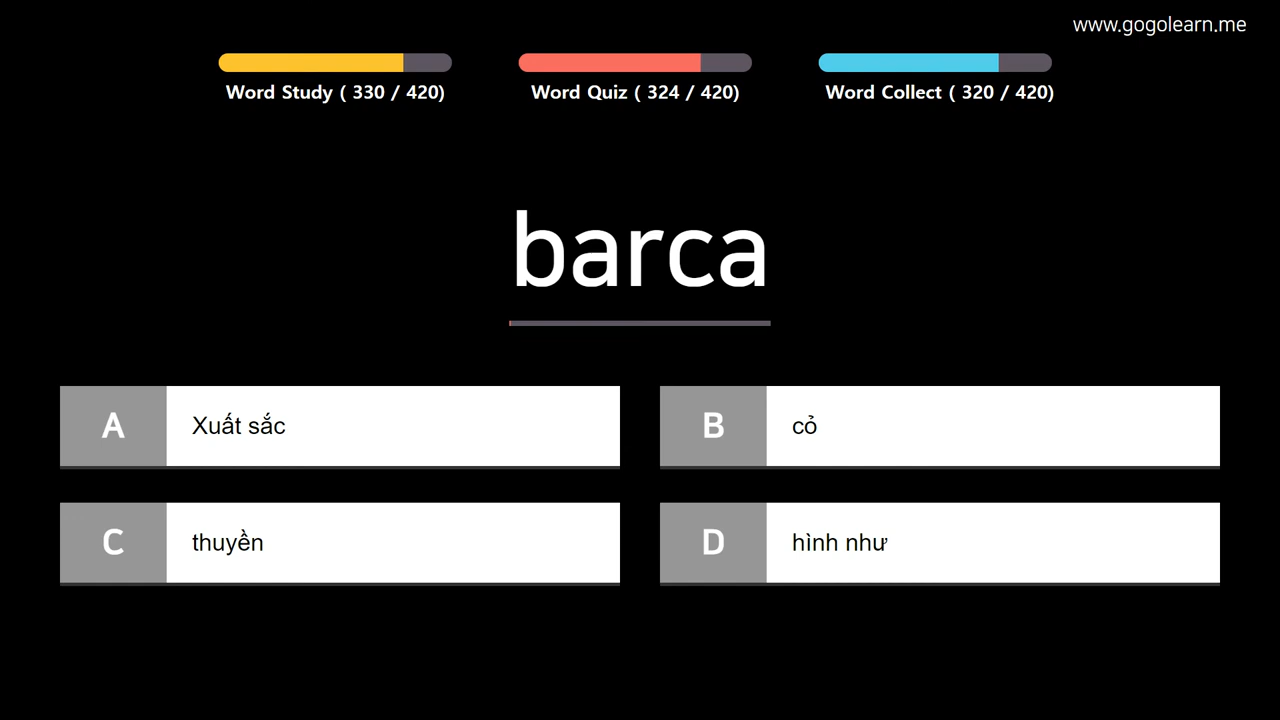 www.gogolearn.me
Word Study ( 330 / 420)
Word Quiz ( 324 / 420)
Word Collect ( 320 / 420)
barca
A Xuất sắc
B cỏ
C thuyền
D hình như